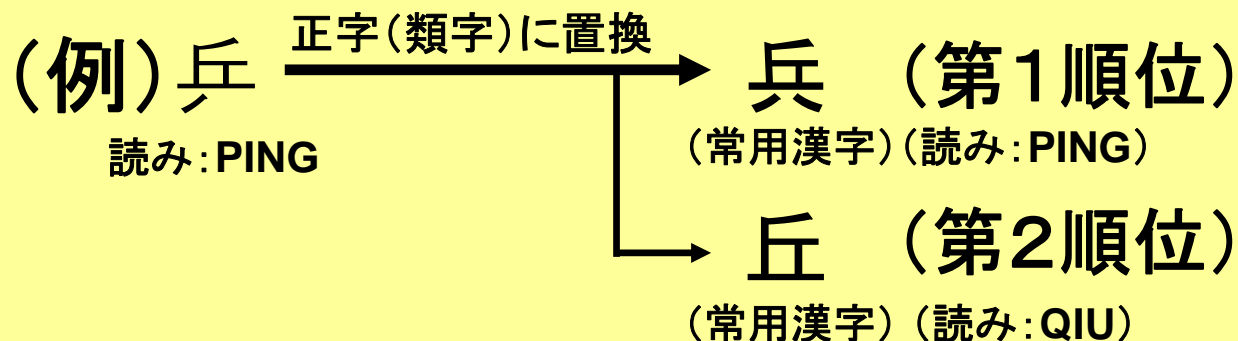 正字(類字)に置換
(例)乒 兵 (第1順位)
読み:PING (常用漢字)(読み:PING)
丘 (第2順位)
(常用漢字)(読み:QIU)